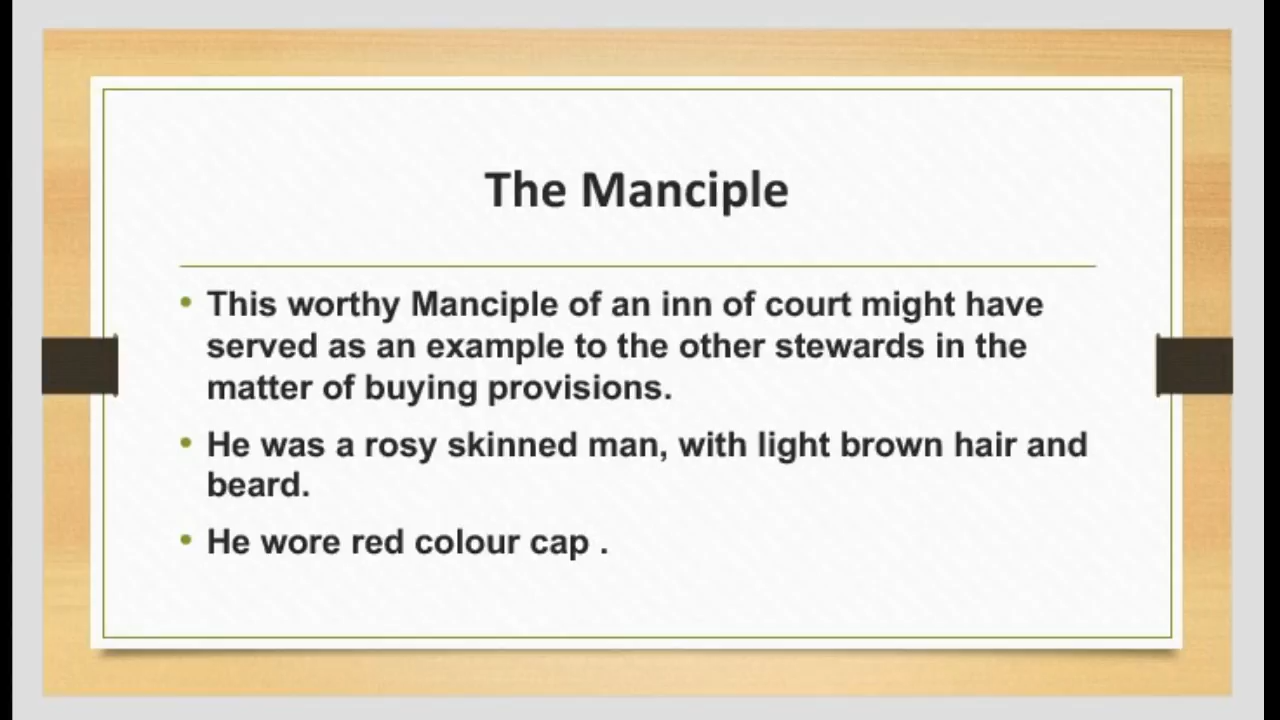 The Manciple
• This worthy Manciple of an inn of court might have
served as an example to the other stewards in the
matter of buying provisions.
• He was a rosy skinned man, with light brown hair and
beard.
• He wore red colour cap .